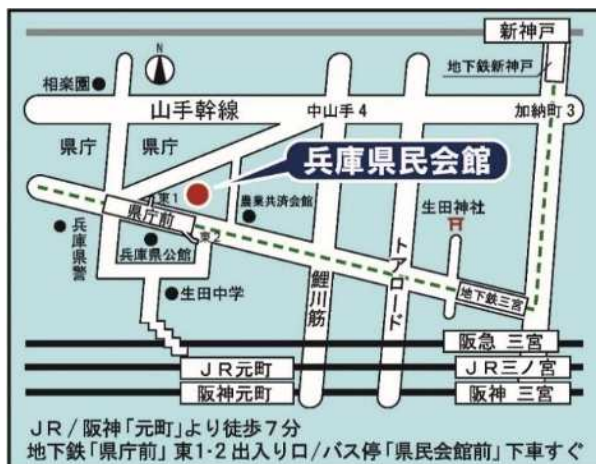 新神戸
地下鉄新神戸
N
相楽園
山手幹線
中山手4
加納町3
県庁
県庁
兵庫県民会館
東1
県庁前
農業共済会館
生田神社
兵庫県警
兵庫県公館
東2
生田中学
鯉川筋
トアロード
地下鉄三宮
阪急 三宮
JR元町
JR三ノ宮
阪神元町
阪神 三宮
JR/阪神「元町」より徒歩7分
地下鉄「県庁前」東1・2出入り口/バス停「県民会館前」下車すぐ